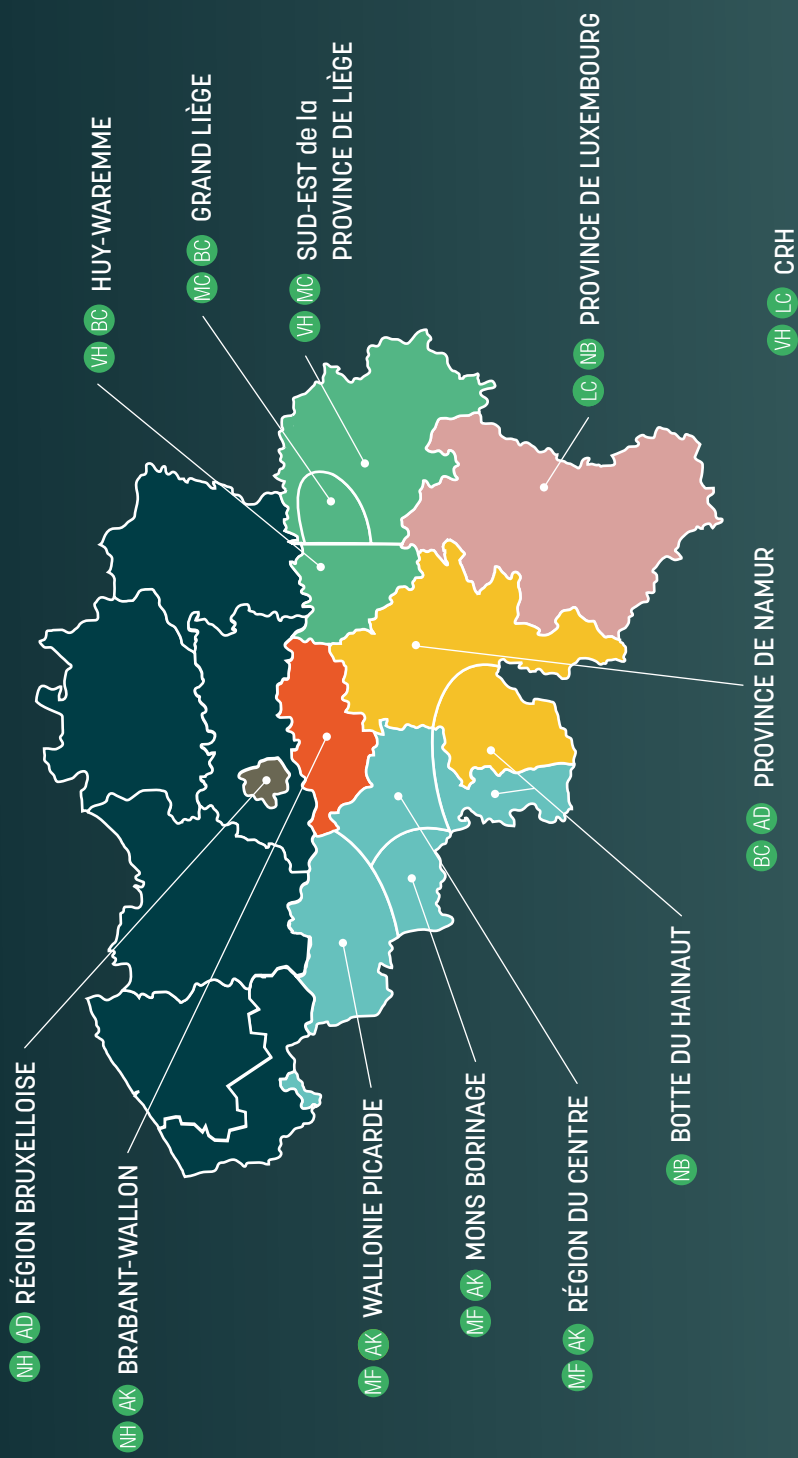 NH AD RÉGION BRUXELLOISE
NH AK BRABANT-WALLON
MF AK WALLONIE PICARDE
MF AK MONS BORINAGE
MF AK RÉGION DU CENTRE
NB BOTTE DU HAINAUT
BC AD PROVINCE DE NAMUR
VH BC HUY-WAREMME
MC BC GRAND LIÈGE
VH MC SUD-EST de la
PROVINCE DE LIÈGE
LC NB PROVINCE DE LUXEMBOURG
VH LC CRH